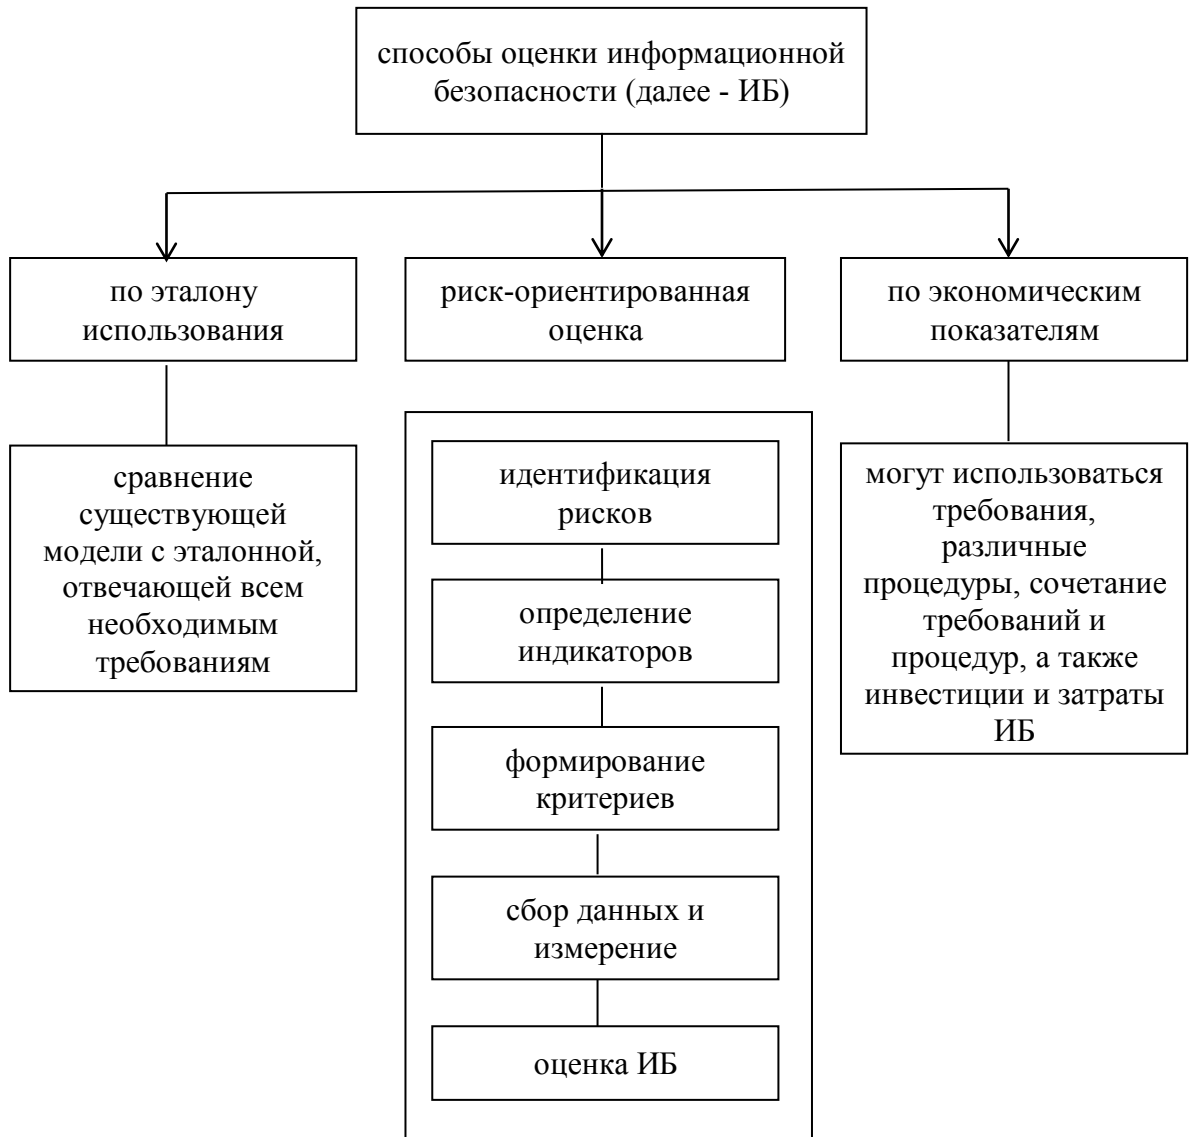 способы оценки информационной
безопасности (далее - ИБ)
по эталону
использования
риск-ориентированная
оценка
по экономическим
показателям
сравнение
существующей
модели с эталонной,
отвечающей всем
необходимым
требованиям
идентификация
рисков
определение
индикаторов
формирование
критериев
сбор данных и
измерение
оценка ИБ
могут использоваться
требования,
различные
процедуры, сочетание
требований и
процедур, а также
инвестиции и затраты
ИБ